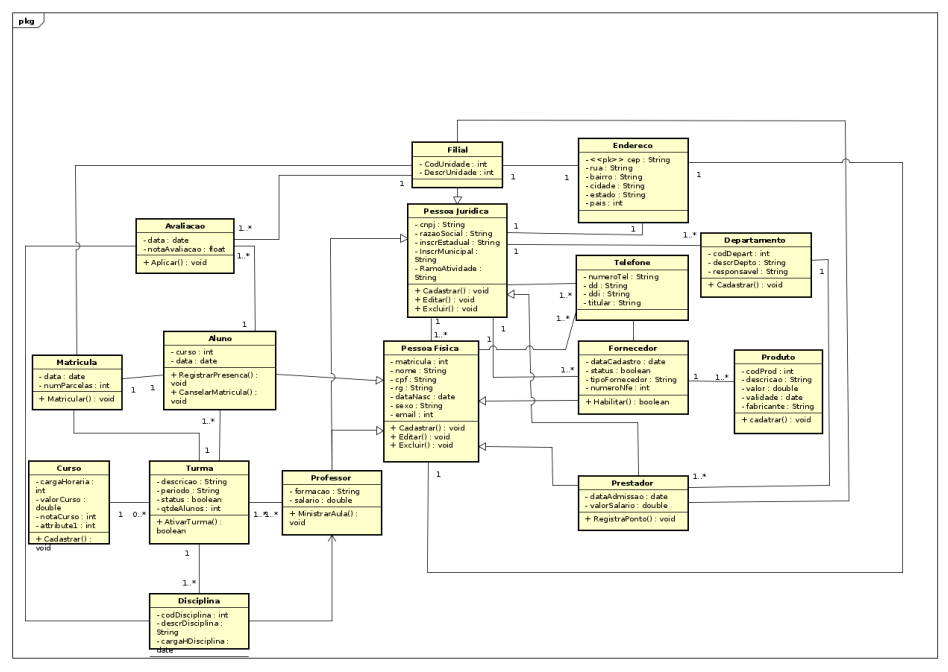 pkg
Filial
- CodUnidade : int
- DescrUnidade : int
Endereco
- <<pk>> cep : String
- rua : String
- bairro : String
- cidade : String
- estado : String
- pais : int
1
1
1
1
1
Pessoa Juridica
- cnpj : String
- razaoSocial : String
- inscrEstadual : String
- InscrMunicipal :
String
- RamoAtividade :
String
+ Cadastrar() : void
+ Editar() : void
+ Excluir() : void
1
1
1..*
Avaliacao
- data : date
- notaAvaliacao : float
+ Aplicar() : void
1..*
1..*
Departamento
- codDepart : int
- descrDepto : String
- responsavel : String
+ Cadastrar() : void
1
Telefone
- numeroTel : String
- dd : String
- ddi : String
- titular : String
1..*
1..*
1
1
1..*
1
1
Aluno
- curso : int
- data : date
+ RegistrarPresenca() :
void
+ CanselarMatricula() :
void
1..*
Matricula
- data : date
- numParcelas : int
+ Matricular() : void
1
1
Pessoa Fisica
- matricula : int
- nome : String
- cpf : String
- rg : String
- dataNasc : date
- sexo : String
- email : int
+ Cadastrar() : void
+ Editar() : void
+ Excluir() : void
1
Fornecedor
- dataCadastro : date
- status : boolean
- tipoFornecedor : String
- numeroNfe : int
+ Habilitar() : boolean
1..*
1
1..*
Produto
- codProd : int
- descricao : String
- valor : double
- validade : date
- fabricante : String
+ cadatrar() : void
Curso
- cargaHoraria :
int
- valorCurso :
double
- notaCurso : int
- attribute1 : int
+ Cadastrar() :
void
1
0..*
1
Turma
- descricao : String
- periodo : String
- status : boolean
- qtdeAlunos : int
+ AtivarTurma() :
boolean
1..*
1..*
1
1..*
Professor
- formacao : String
- salario : double
+ MinistrarAula() :
void
Prestador
- dataAdmissao : date
- valorSalario : double
+ RegistraPonto() : void
1..*
Disciplina
- codDisciplina : int
- descrDisciplina :
String
- cargaHDisciplina :
date